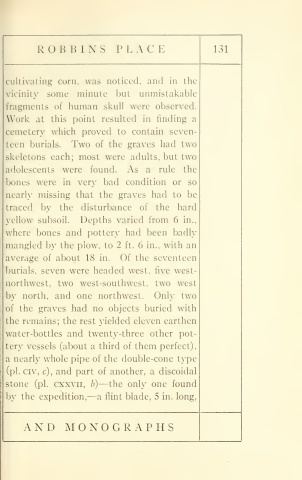 ROBBINS PLACE
131
cultivating corn, was noticed, and in the
vicinity some minute but unmistakable
fragments of human skull were observed.
Work at this point resulted in finding a
cemetery which proved to contain seven-
teen burials. Two of the graves had two
skeletons each; most were adults, but two
adolescents were found. As a rule the
bones were in very bad condition or so
nearly missing that the graves had to be
traced by the disturbance of the hard
yellow subsoil. Depths varied from 6 in.,
where bones and pottery had been badly
mangled by the plow, to 2 ft. 6 in., with an
average of about 18 in. Of the seventeen
burials, seven were headed west, five west-
northwest, two west-southwest, two west
by north, and one northwest. Only two
of the graves had no objects buried with
the remains; the rest yielded eleven earthen
water-bottles and twenty-three other pot-
tery vessels (about a third of them perfect),
a nearly whole pipe of the double-cone type
(pl. CIV, c), and part of another, a discoidal
stone (pl. CXXVII, b)—the only one found
by the expedition,—a flint blade, 5 in. long,
AND MONOGRAPHS